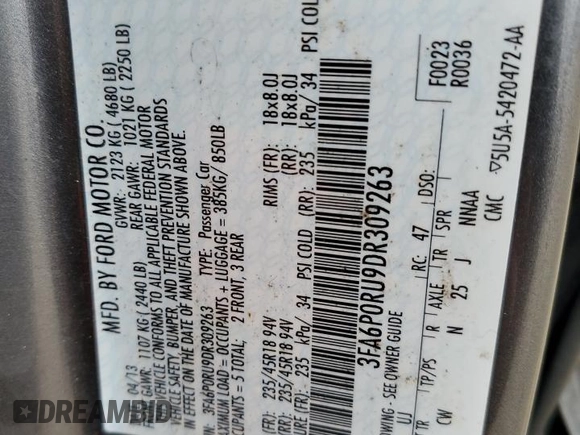 MFD. BY FORD MOTOR CO.
04/13 GVWR: 2123 KG ( 4680 LB)
FRONT GAWR: 1107 KG ( 2440 LB) REAR GAWR: 1021 KG ( 2250 LB)
VEHICLE CONFORMS TO ALL APPLICABLE FEDERAL MOTOR
VEHICLE SAFETY, BUMPER, AND THEFT PREVENTION STANDARDS
DATE OF MANUFACTURE SHOWN ABOVE.
3FA6P0RU9DR309263 TYPE: Passenger Car
MAXIMUM LOAD = OCCUPANTS + LUGGAGE = 385KG/ 850LB
OCCUPANTS = 5 TOTAL: 2 FRONT, 3 REAR
(FR): 235/45R18 94V RIMS (FR): 18x8.0J
(RR): 235/45R18 94V (RR): 18x8.0J
235 kPa/ 34 PSI COLD (RR): 235 kPa/ 34 PSI COLD
TOWING - SEE OWNER GUIDE
3FA6P0RU9DR309263
F0023
R0036
UJ RC: 47 DSO:
TR TP/PS R AXLE TR SPR
CW N 25 J NNAA
CMC ▽5U5A-5420472-AA
DREAMBID